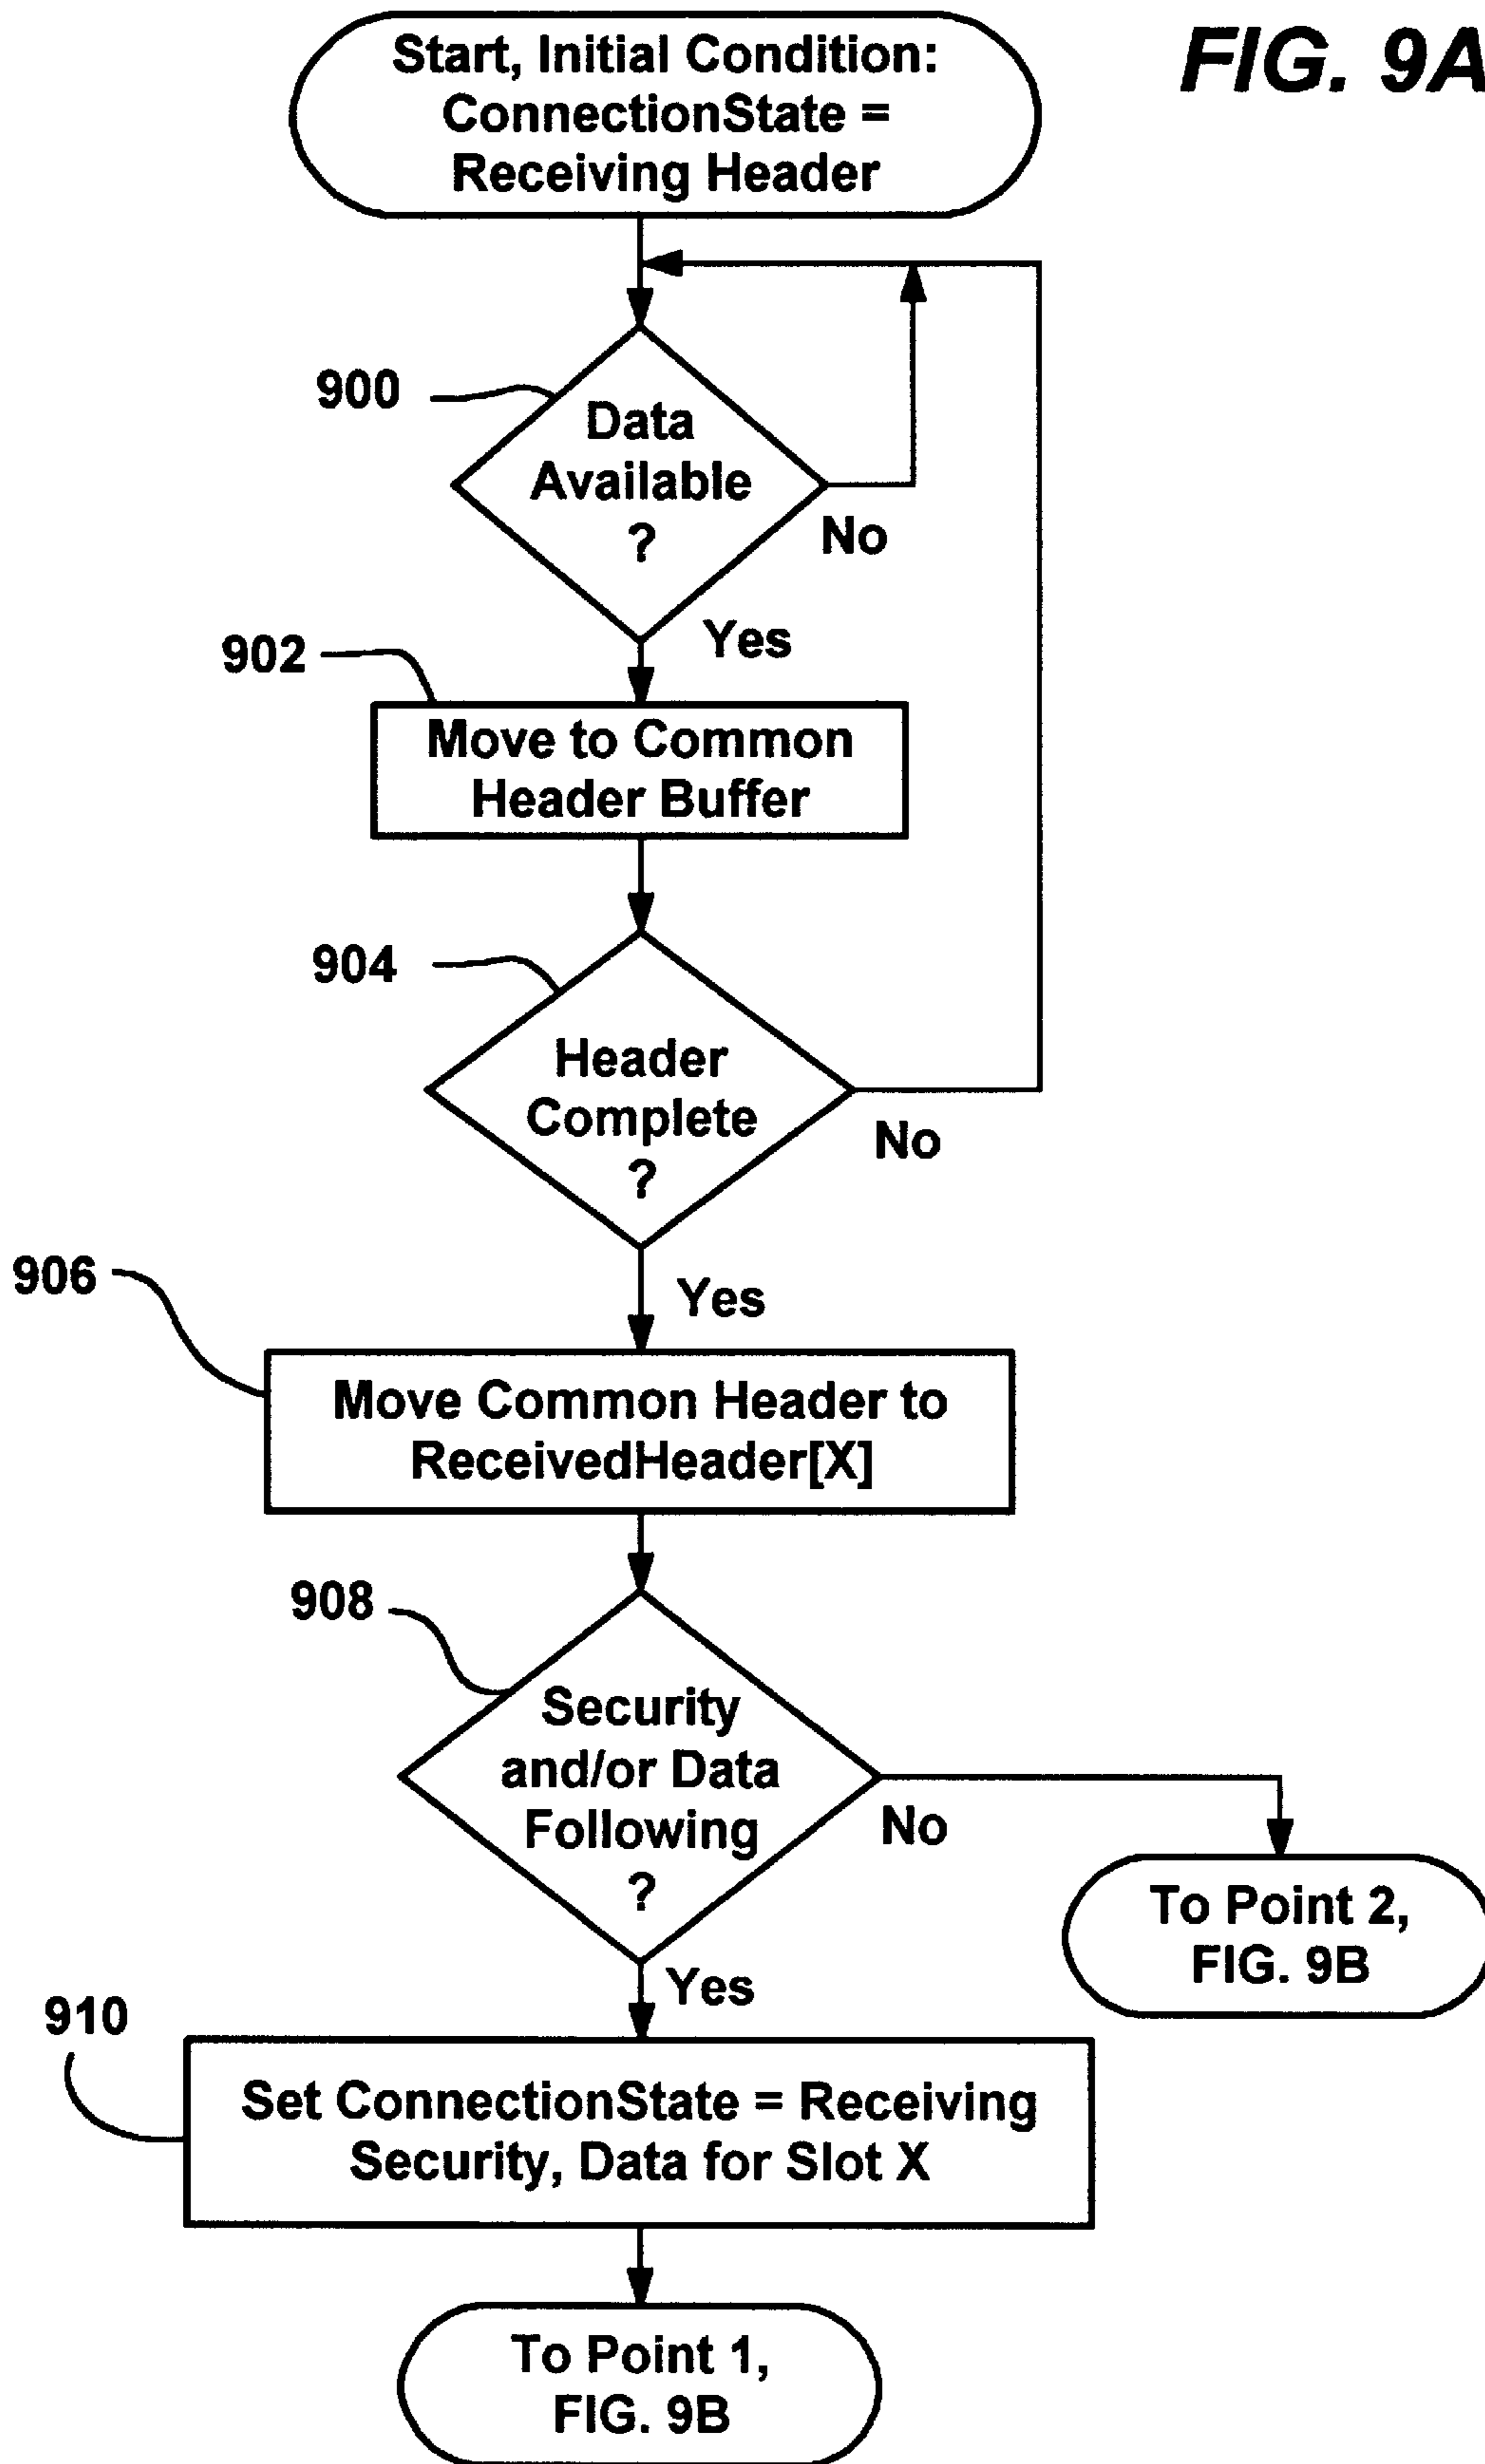 FIG. 9A
Start, Initial Condition:
ConnectionState =
Receiving Header
900
Data
Available
?
No
Yes
902
Move to Common
Header Buffer
904
Header
Complete
?
No
906
Yes
Move Common Header to
ReceivedHeader[X]
908
Security
and/or Data
Following
?
No
To Point 2,
FIG. 9B
Yes
910
Set ConnectionState = Receiving
Security, Data for Slot X
To Point 1,
FIG. 9B